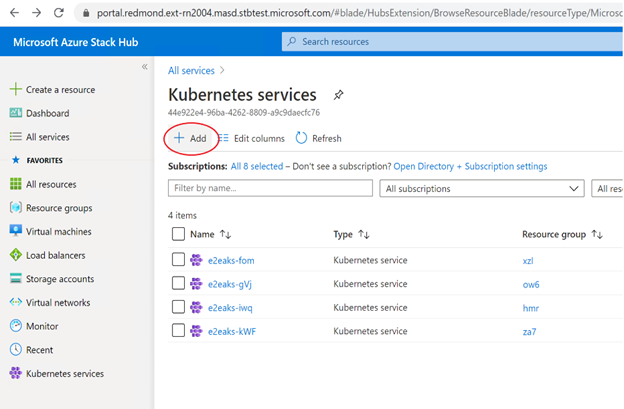 portal.redmond.ext-rn2004.masd.stbtest.microsoft.com/#blade/HubsExtension/BrowseResourceBlade/resourceType/Micros
Microsoft Azure Stack Hub
Search resources
«
Create a resource
Dashboard
All services
FAVORITES
All resources
Resource groups
Virtual machines
Load balancers
Storage accounts
Virtual networks
Monitor
Recent
Kubernetes services
All services >
Kubernetes services
44e922e4-96ba-4262-8809-a9c9daecfc76
+ Add Edit columns Refresh
Subscriptions: All 8 selected – Don't see a subscription? Open Directory + Subscription settings
Filter by name... All subscriptions All res
4 items
Name ↑↓ Type ↑↓ Resource group ↑↓
e2eaks-fom Kubernetes service xzl
e2eaks-gVj Kubernetes service ow6
e2eaks-iwq Kubernetes service hmr
e2eaks-kWF Kubernetes service za7